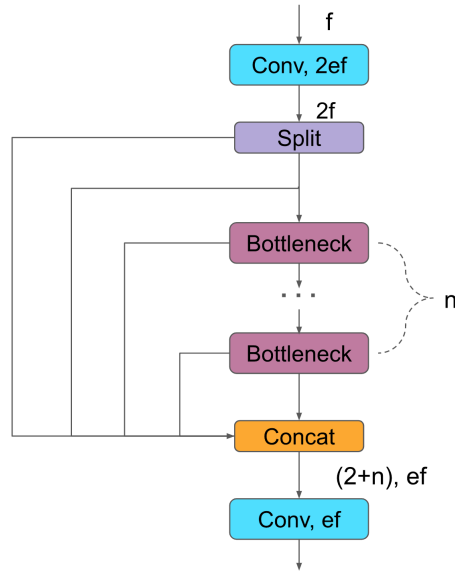 f
Conv, 2ef
2f
Split
Bottleneck
. . .
n
Bottleneck
Concat
(2+n), ef
Conv, ef